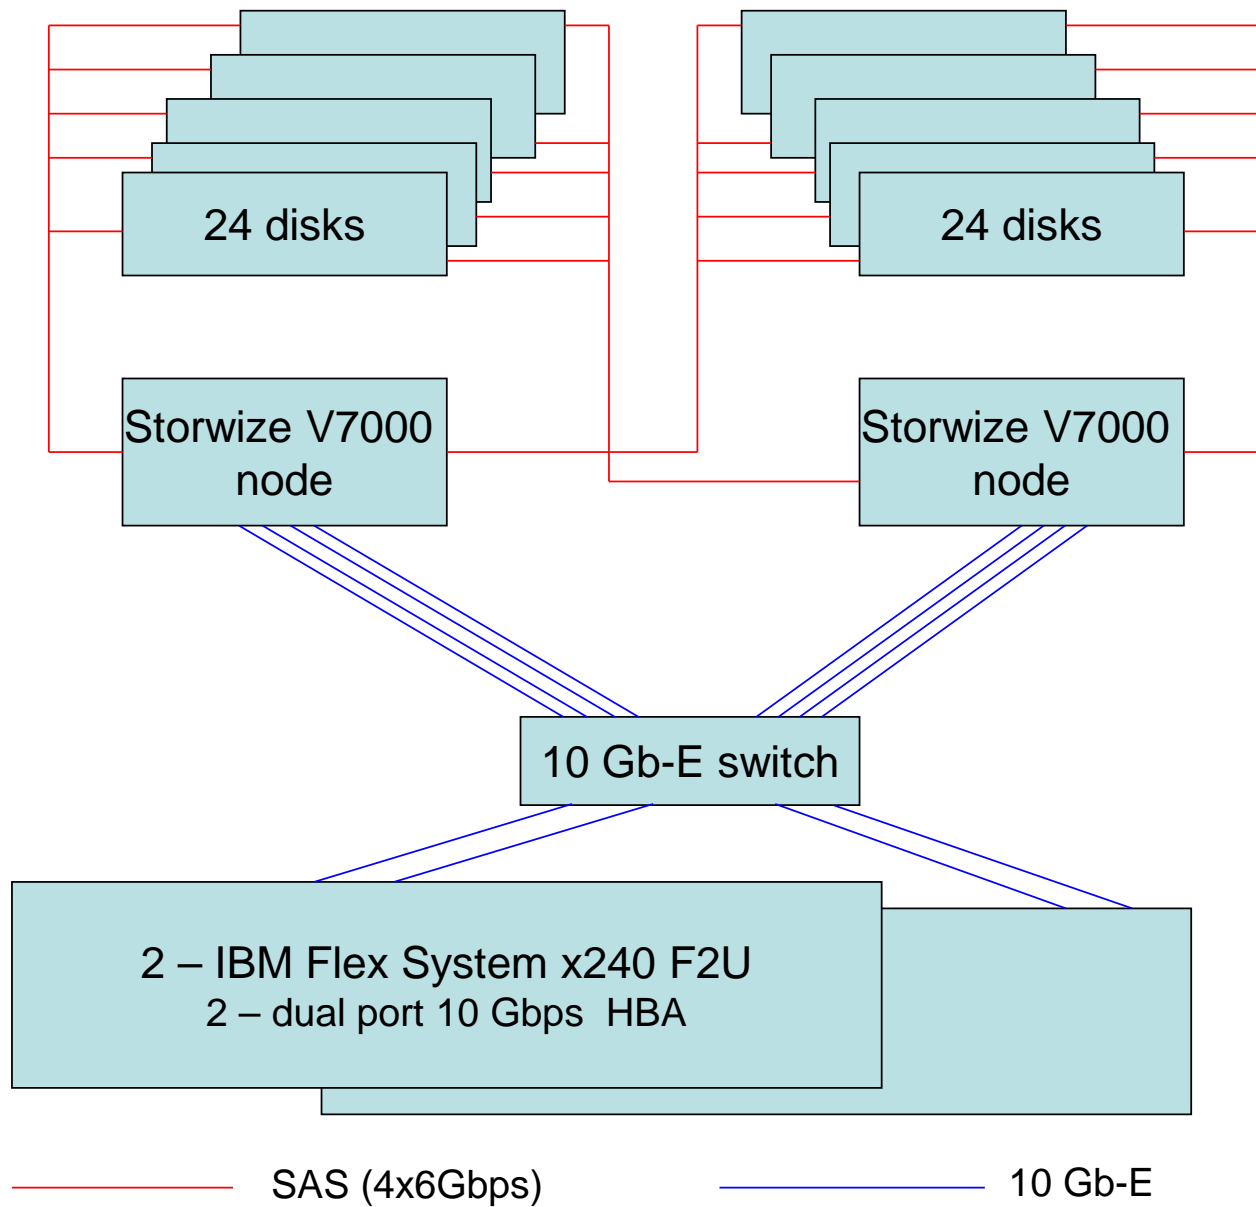 24 disks
24 disks
Storwize V7000
node
Storwize V7000
node
10 Gb-E switch
2 – IBM Flex System x240 F2U
2 – dual port 10 Gbps  HBA
SAS (4x6Gbps)
10 Gb-E